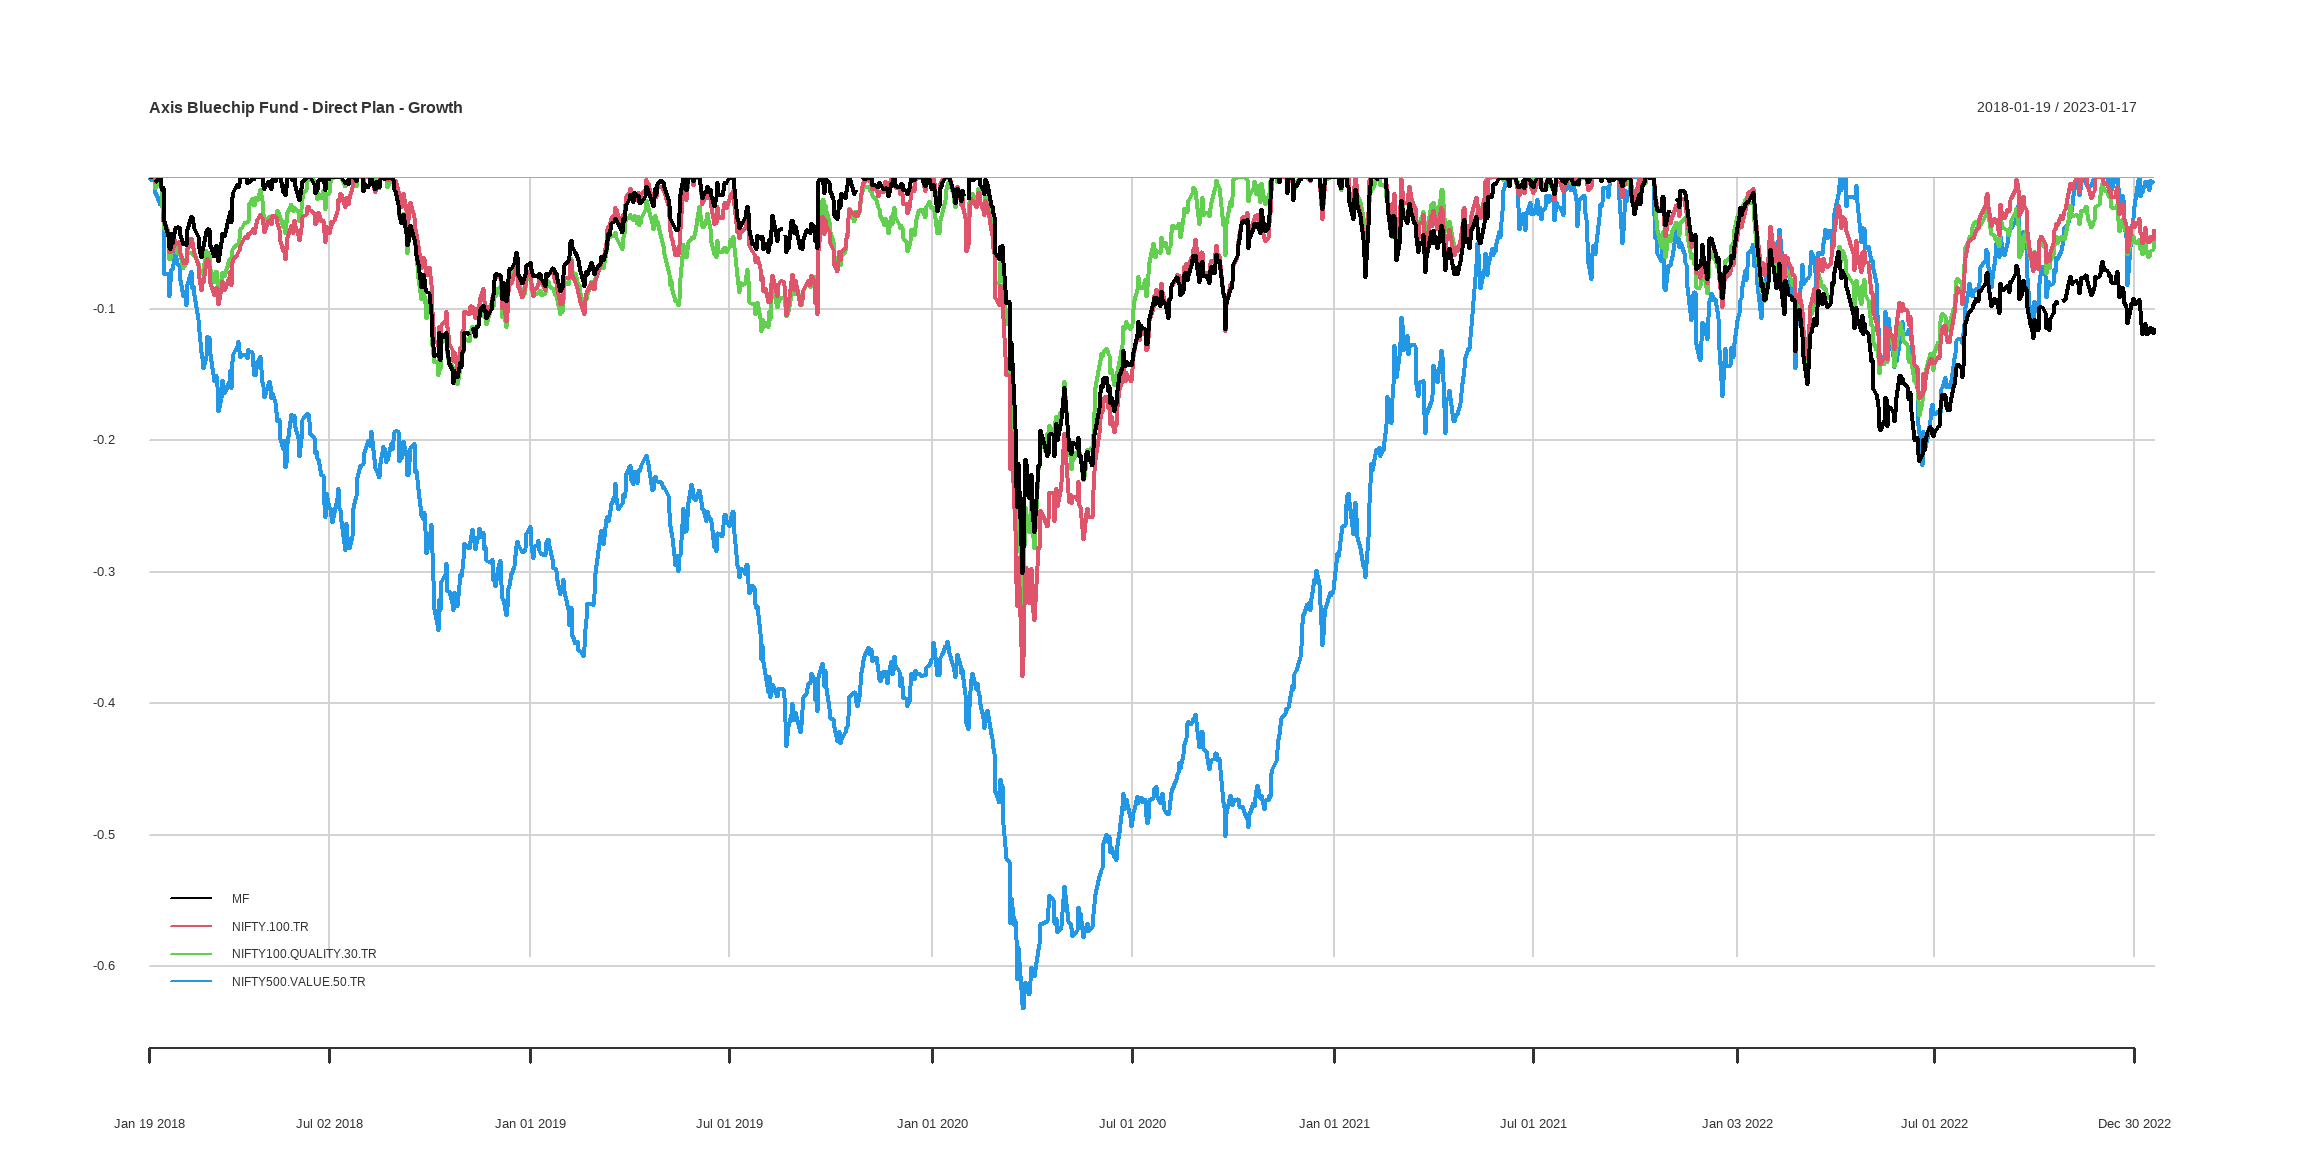 Axis Bluechip Fund - Direct Plan - Growth
2018-01-19 / 2023-01-17
-0.1
-0.2
-0.3
-0.4
-0.5
-0.6
MF
NIFTY.100.TR
NIFTY100.QUALITY.30.TR
NIFTY500.VALUE.50.TR
Jan 19 2018 Jul 02 2018 Jan 01 2019 Jul 01 2019 Jan 01 2020 Jul 01 2020 Jan 01 2021 Jul 01 2021 Jan 03 2022 Jul 01 2022 Dec 30 2022